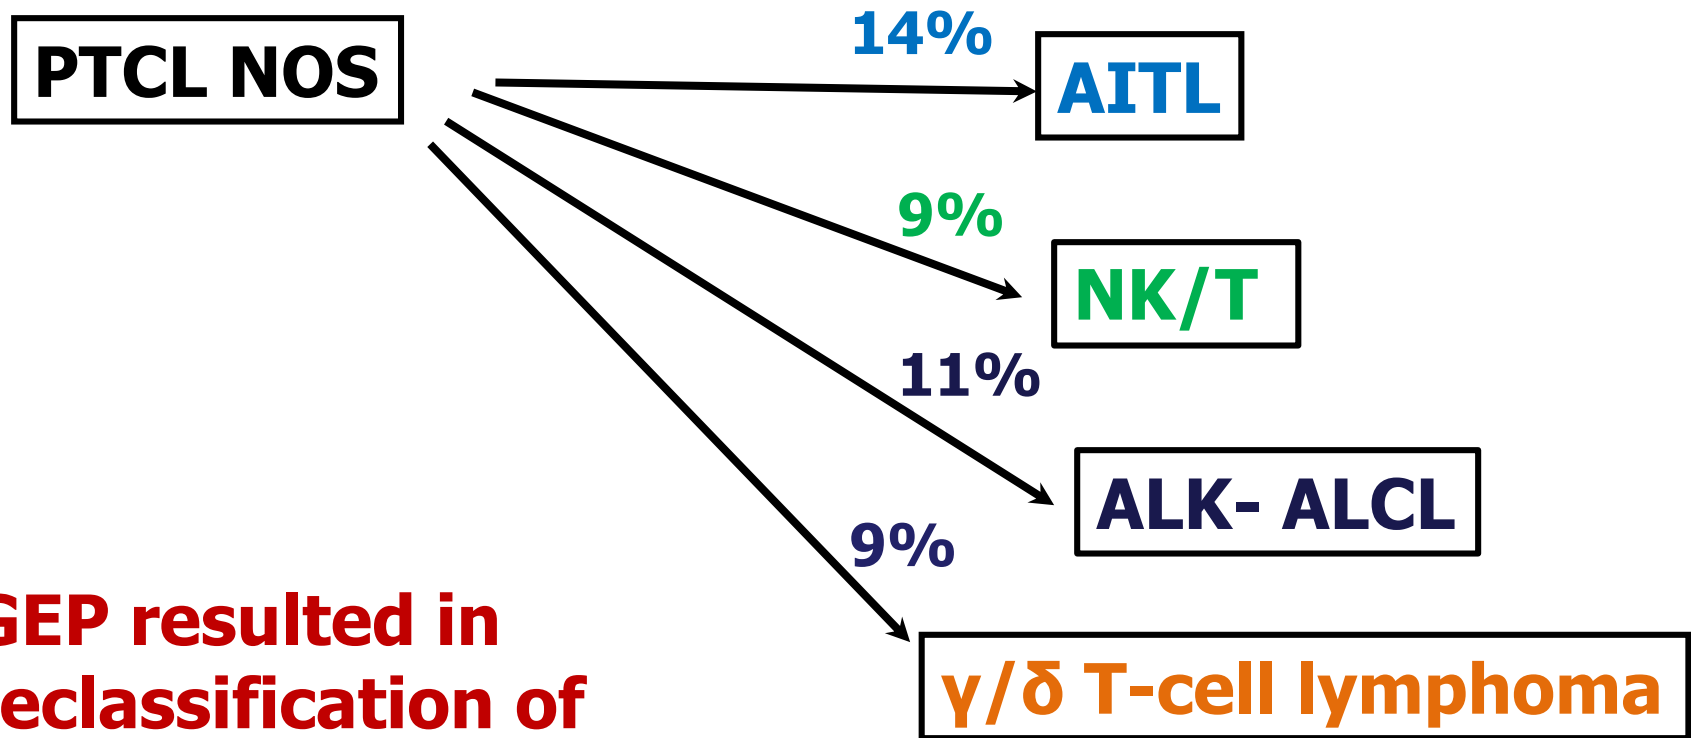 PTCL NOS
14%
AITL
9%
NK/T
11%
ALK- ALCL
9%
γ/δ T-cell lymphoma
GEP resulted in
eclassification of